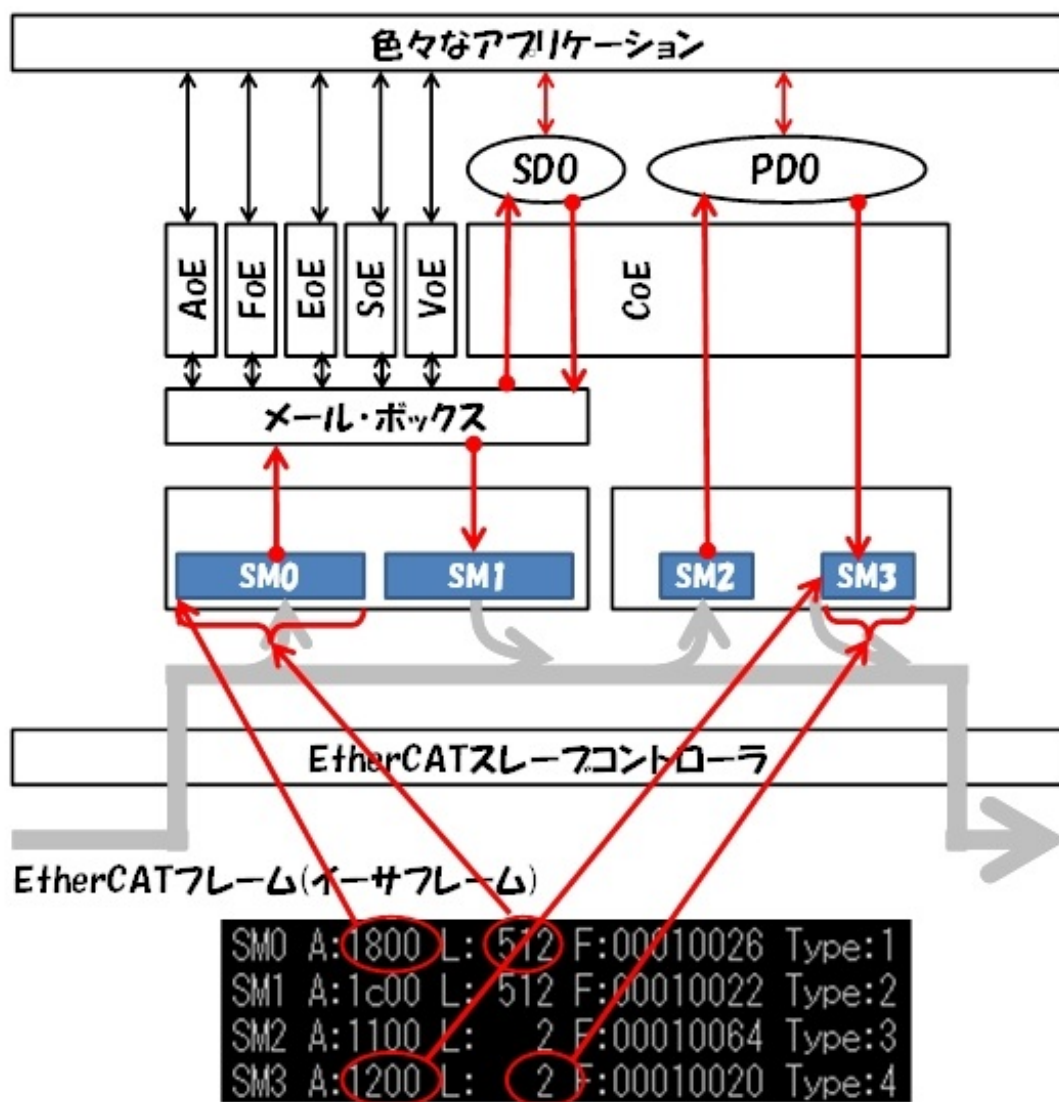 色々なアプリケーション
SDO
PDO
AoE
FoE
EoE
SoE
VoE
CoE
メール・ボックス
SM0
SM1
SM2
SM3
EtherCATスレーブコントローラ
EtherCATフレーム(イーサフレーム)
SM0 A:1800 L: 512 F:00010026 Type:1
SM1 A:1c00 L: 512 F:00010022 Type:2
SM2 A:1100 L:   2 F:00010064 Type:3
SM3 A:1200 L:   2 F:00010020 Type:4